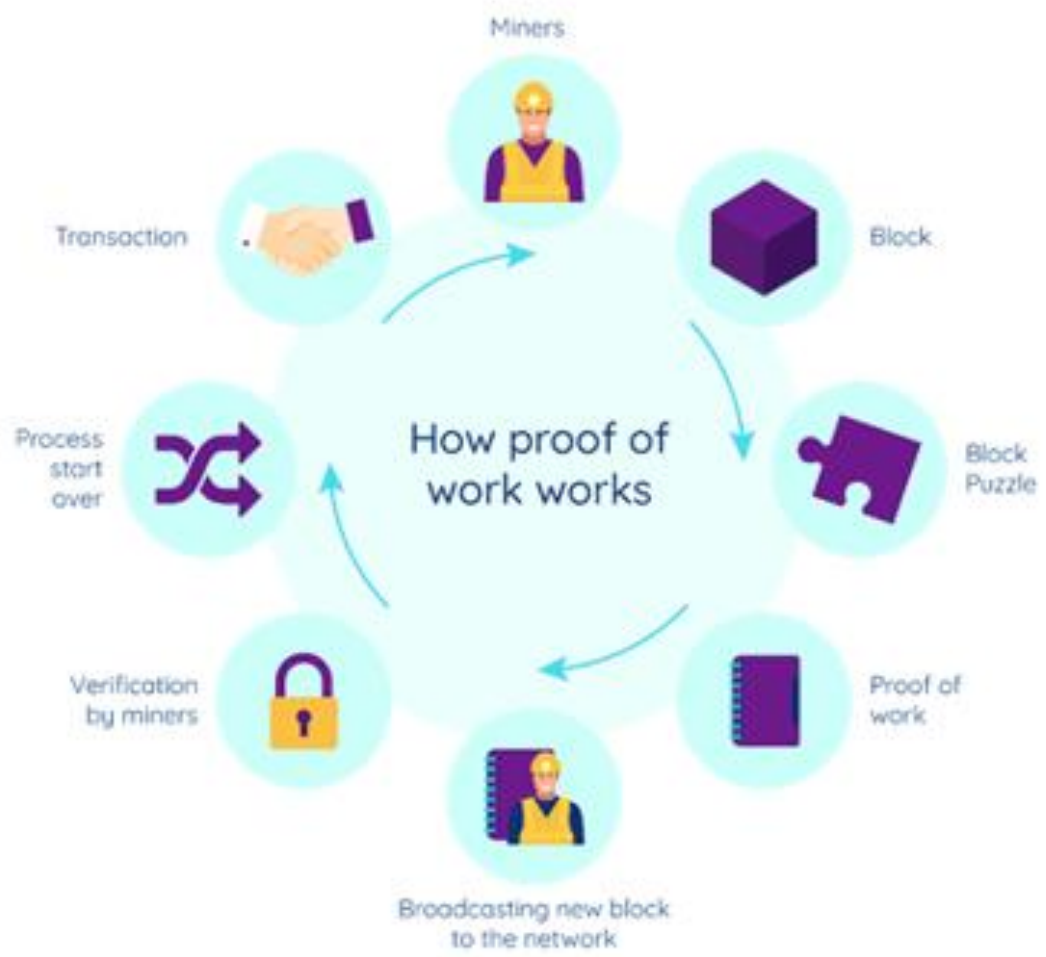 Miners
Transaction
Block
How proof of
work works
Process
start
over
Block
Puzzle
Verification
by miners
Proof of
work
Broadcasting new block
to the network